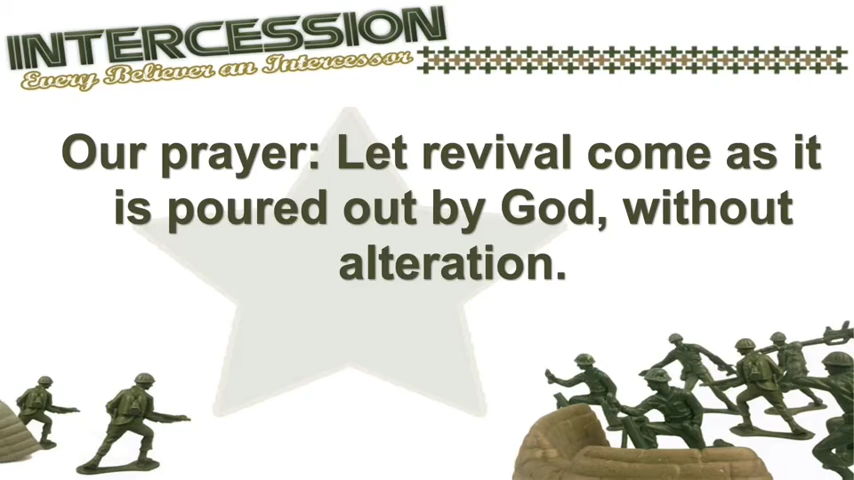 INTERCESSION
Every Believer an Intercessor
Our prayer: Let revival come as it
is poured out by God, without
alteration.